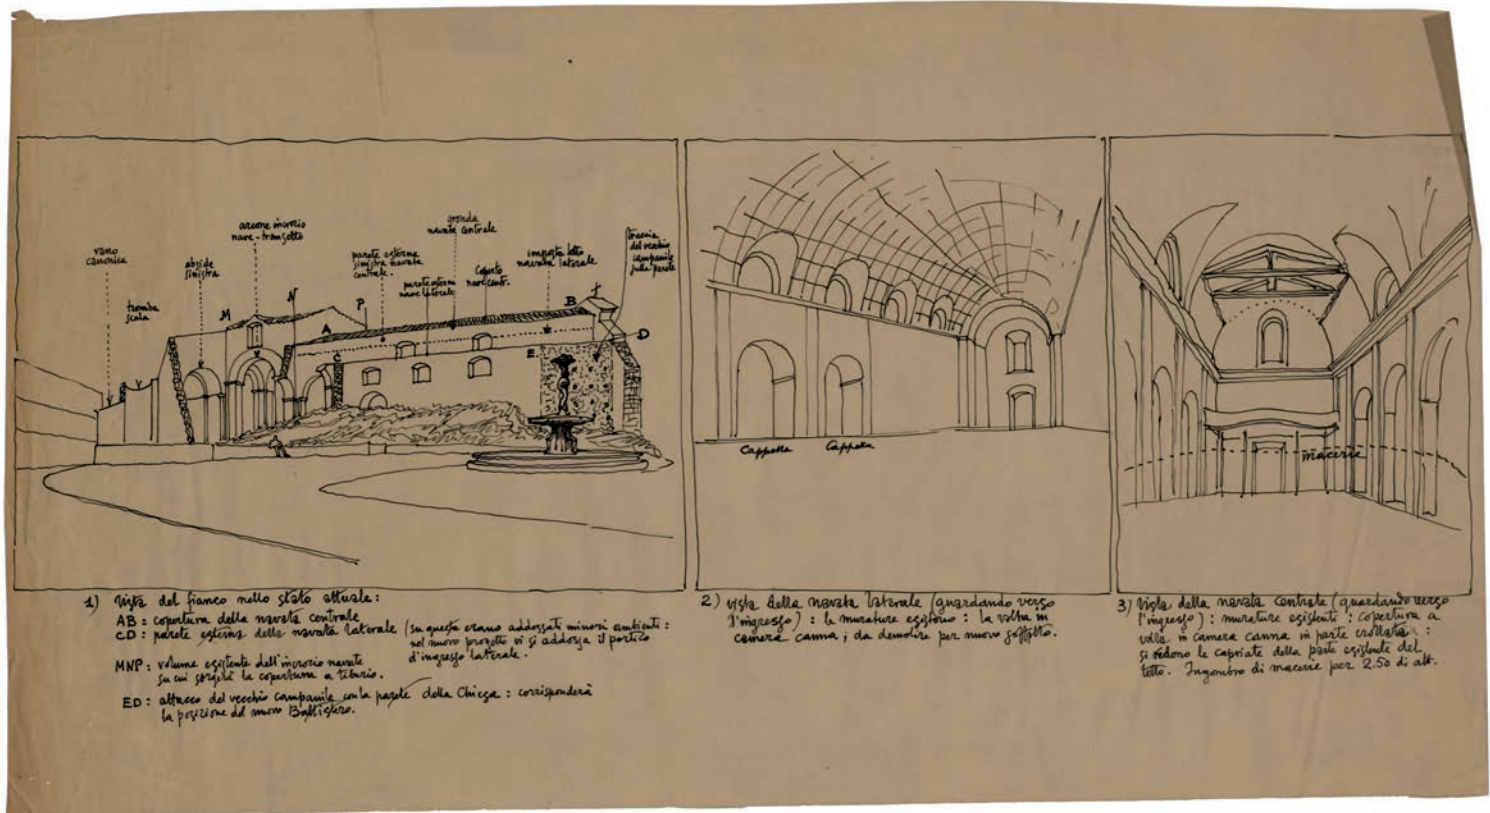 vano
canonica
tromba
scala
abside
sinistra
arcone incrocio
nave-transetto
parete esterna
sinistra navata
centrale
parete esterna
nave laterale
gronda
navata centrale
coperto
nave cent.
imposta tetto
navata laterale
traccia
del vecchio
campanile
sulla parete
M
N
P
A
B
C
D
E
Cappella
Cappella
macerie
1) Vista del fianco nello stato attuale:
AB: copertura della navata centrale
CD: parete esterna della navata laterale (su questa erano addossati minori ambienti:
nel nuovo progetto vi si addossa il portico
d'ingresso laterale.
MNP: volume esistente dell'incrocio navate
su cui sorgerà la copertura a tiburio.
ED: attacco del vecchio campanile con la parete della Chiesa: corrisponderà
la posizione del nuovo Battistero.
2) vista della navata laterale (guardando verso
l'ingresso): le murature esistono: la volta in
camera canna; da demolire per nuovo soffitto.
3) Vista della navata centrale (guardando verso
l'ingresso): murature esistenti: copertura a
volta in camera canna in parte crollata:
si vedono le capriate della parte esistente del
tetto. Ingombro di macerie per 2.50 di alt.